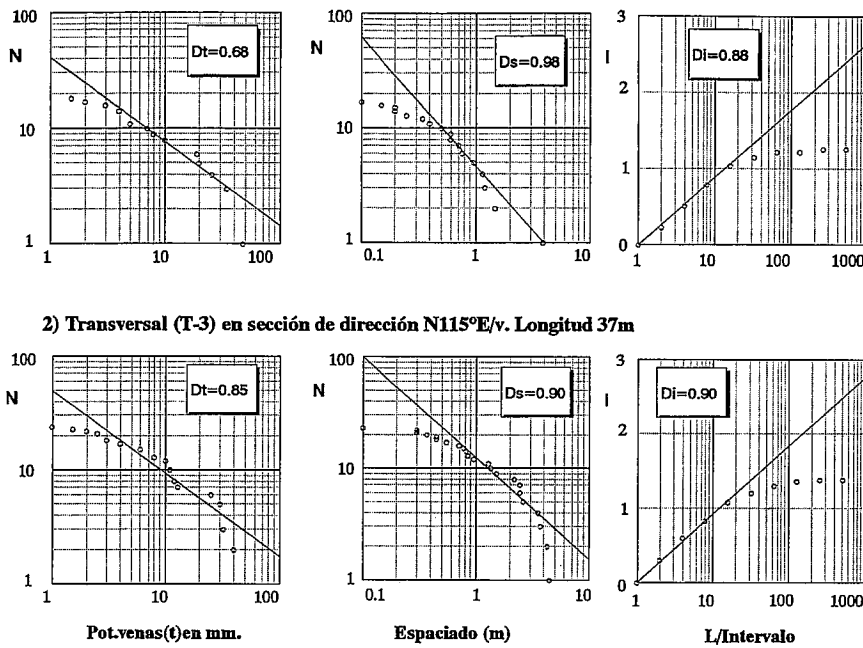 100
N
10
1
1
10
100
Dt=0.68
100
N
10
1
0.1
1
10
Ds=0.98
3
I
2
1
0
1
10
100
1000
Di=0.88
2) Transversal (T-3) en sección de dirección N115ºE/v. Longitud 37m
100
N
10
1
1
10
100
Dt=0.85
Pot.venas(t)en mm.
100
N
10
1
0.1
1
10
Ds=0.90
Espaciado (m)
3
I
2
1
0
1
10
100
1000
Di=0.90
L/Intervalo